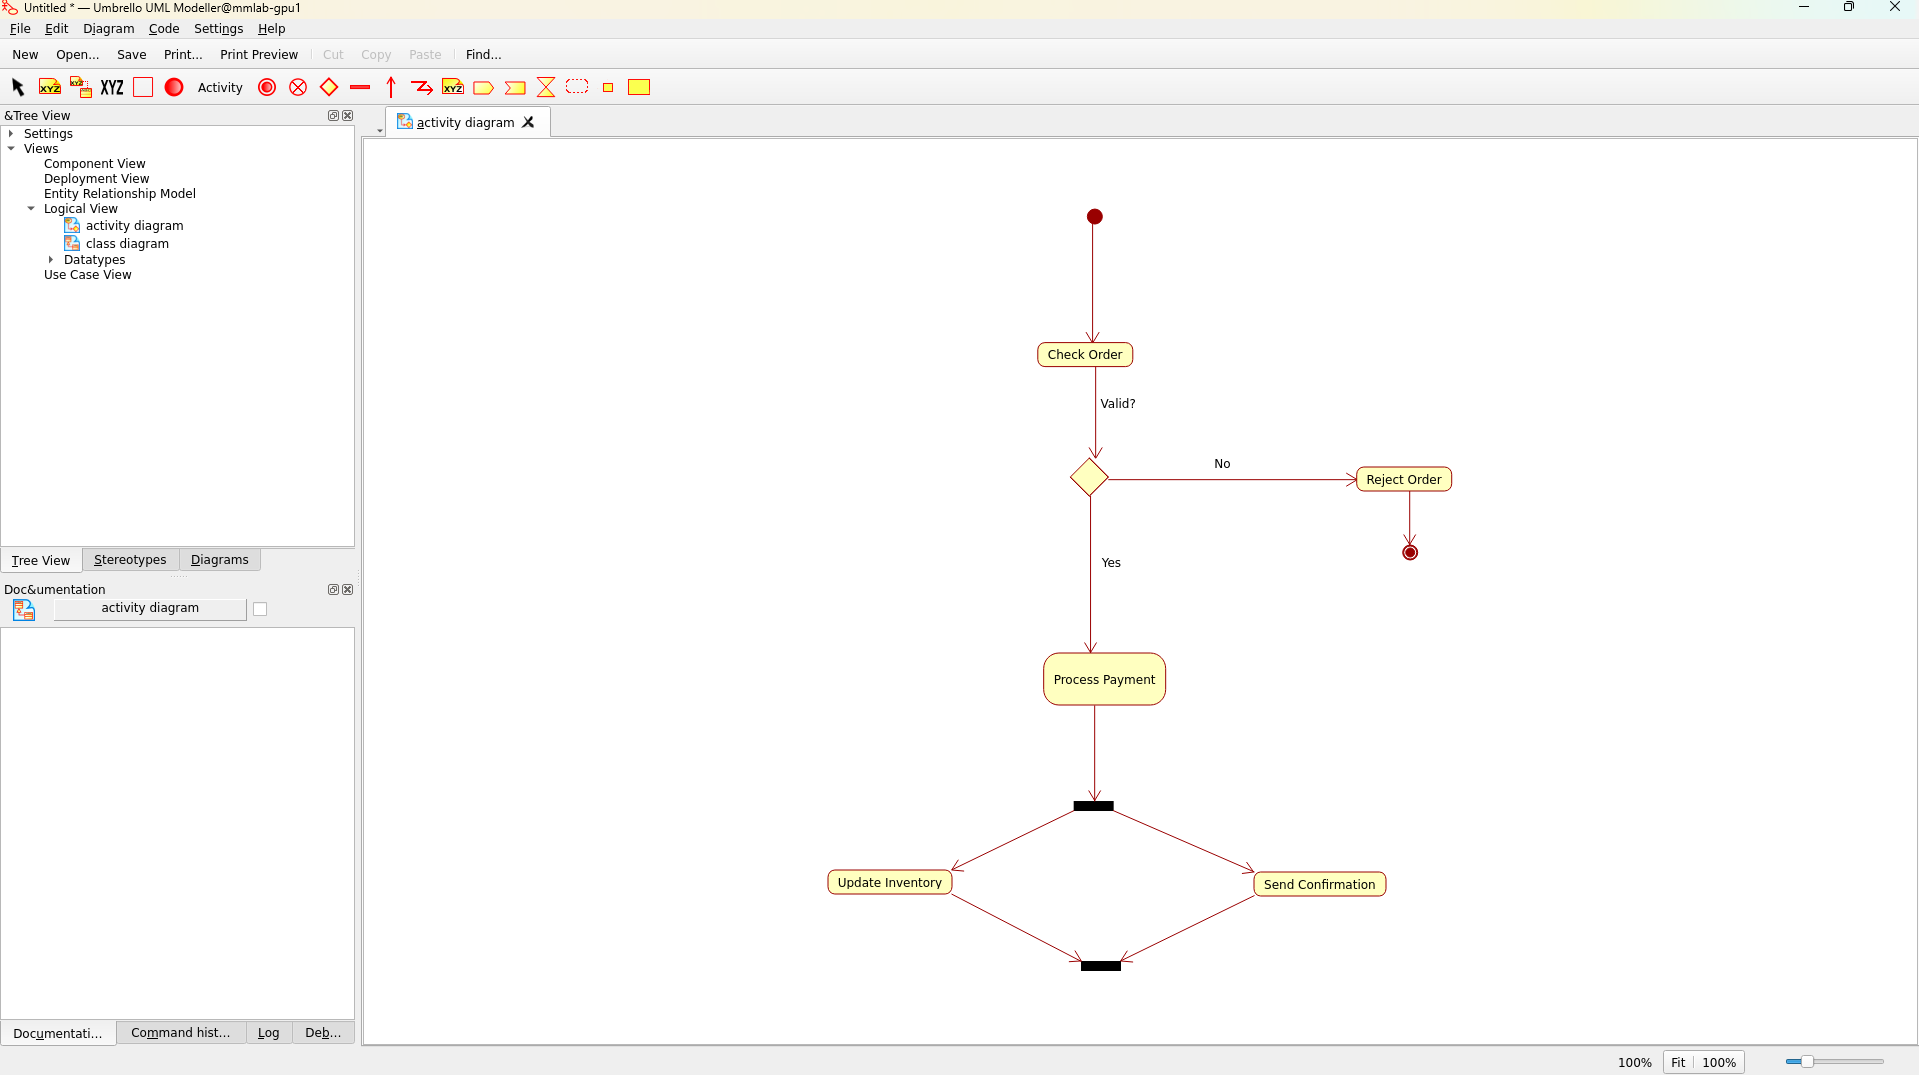 Untitled * — Umbrello UML Modeller@mmlab-gpu1
File Edit Diagram Code Settings Help
New Open... Save Print... Print Preview Cut Copy Paste Find...
XYZ XYZ XYZ Activity XYZ
&Tree View
Settings
Views
Component View
Deployment View
Entity Relationship Model
Logical View
activity diagram
class diagram
Datatypes
Use Case View
Tree View Stereotypes Diagrams
Doc&umentation
activity diagram
Documentati... Command hist... Log Deb...
activity diagram
Check Order
Valid?
No
Reject Order
Yes
Process Payment
Update Inventory
Send Confirmation
100% Fit 100%